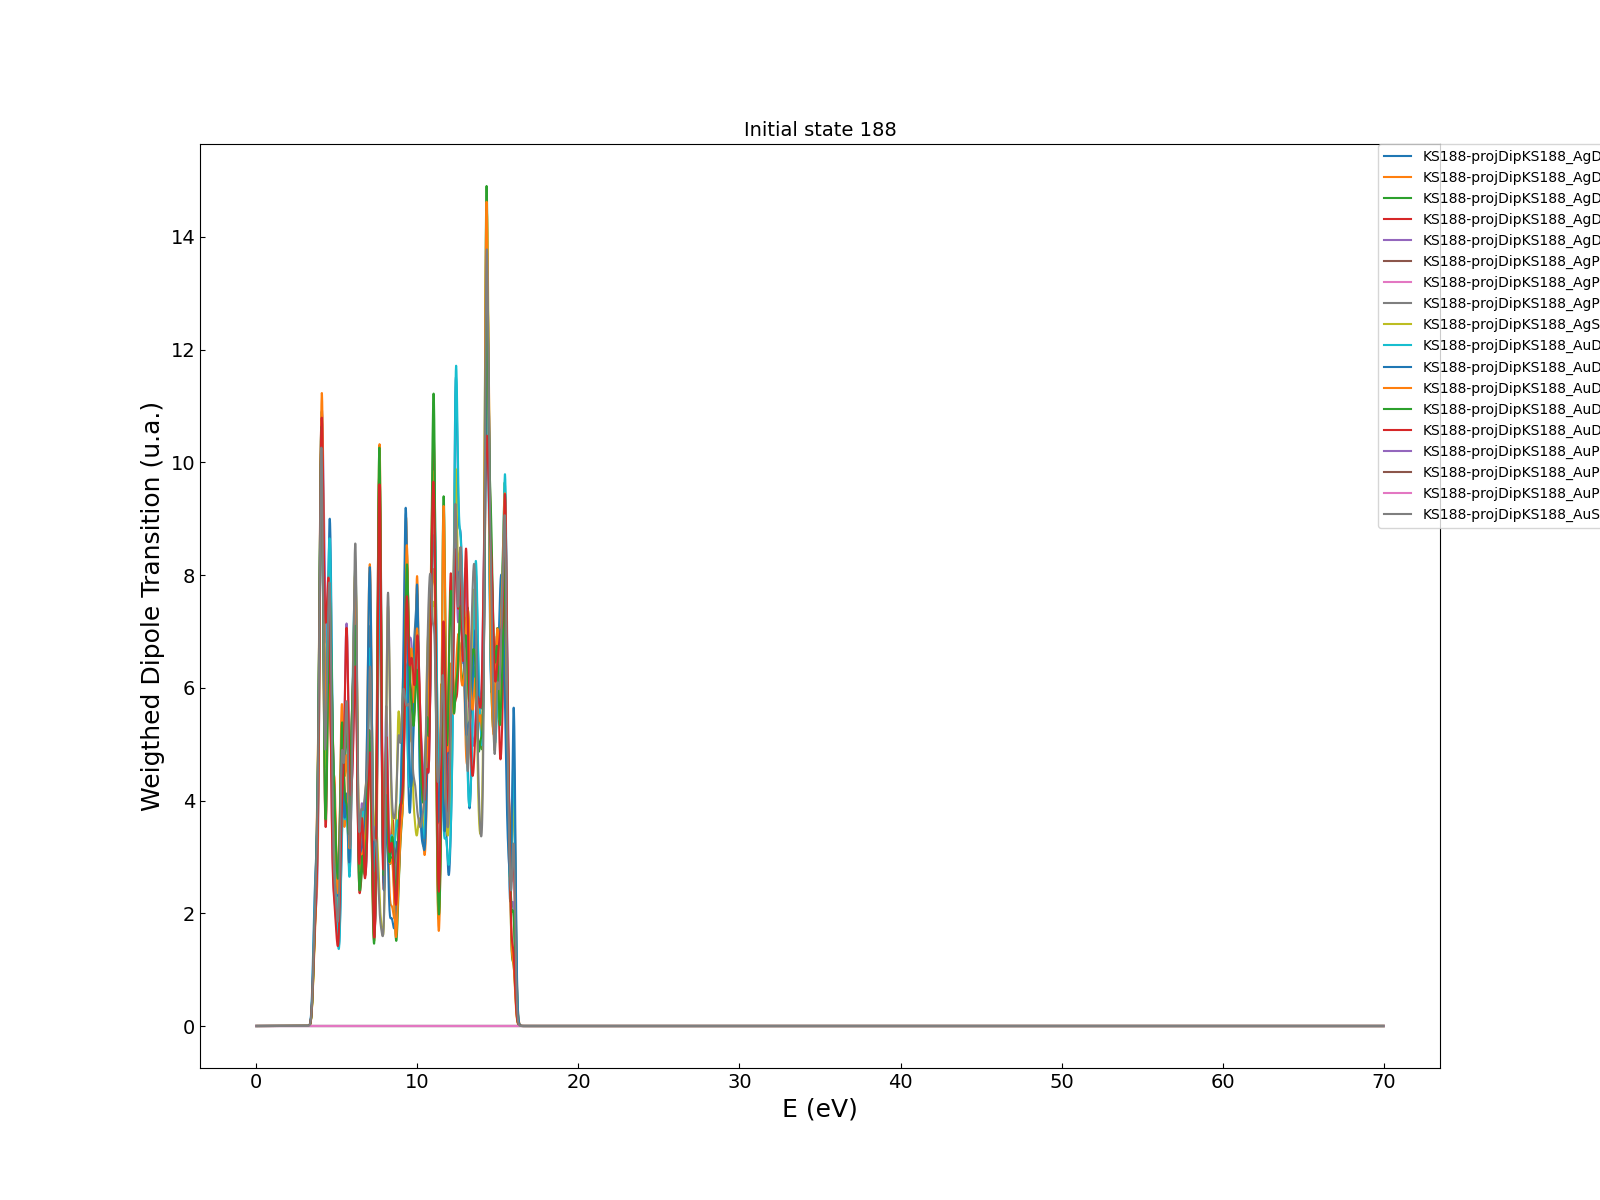 Initial state 188
Weigthed Dipole Transition (u.a.)
14
12
10
8
6
4
2
0
0 10 20 30 40 50 60 70
E (eV)
KS188-projDipKS188_AgD
KS188-projDipKS188_AgD
KS188-projDipKS188_AgD
KS188-projDipKS188_AgD
KS188-projDipKS188_AgD
KS188-projDipKS188_AgP
KS188-projDipKS188_AgP
KS188-projDipKS188_AgP
KS188-projDipKS188_AgS
KS188-projDipKS188_AuD
KS188-projDipKS188_AuD
KS188-projDipKS188_AuD
KS188-projDipKS188_AuD
KS188-projDipKS188_AuD
KS188-projDipKS188_AuP
KS188-projDipKS188_AuP
KS188-projDipKS188_AuP
KS188-projDipKS188_AuS